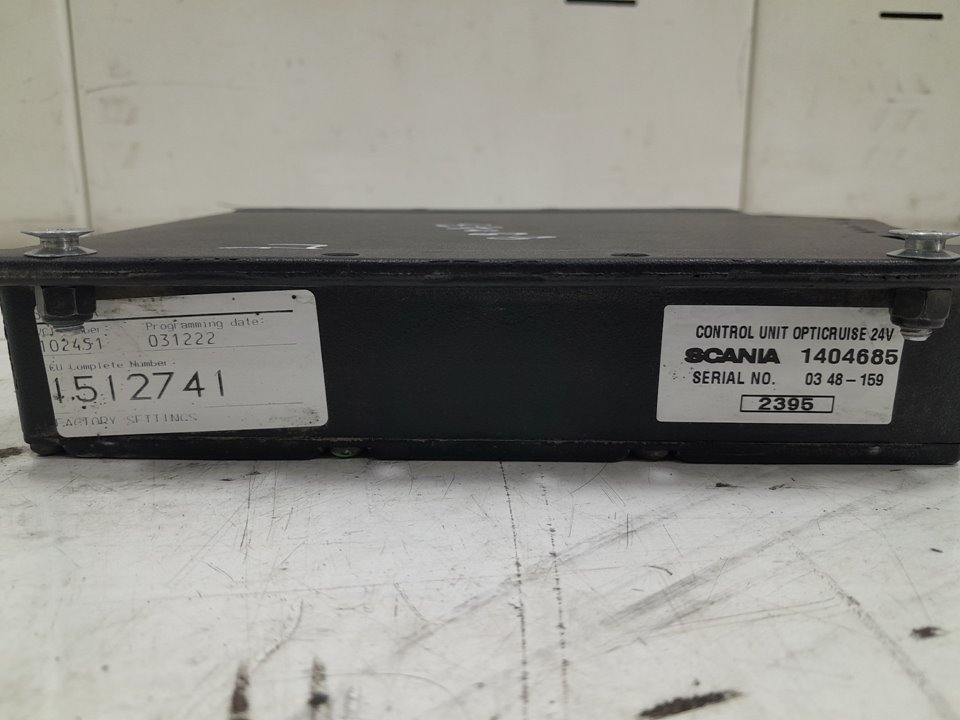 Programming date:
102451 031222
EU Complete Number:
1512741
FACTORY SETTINGS
CONTROL UNIT OPTICRUISE 24V
SCANIA 1404685
SERIAL NO. 03 48-159
2395